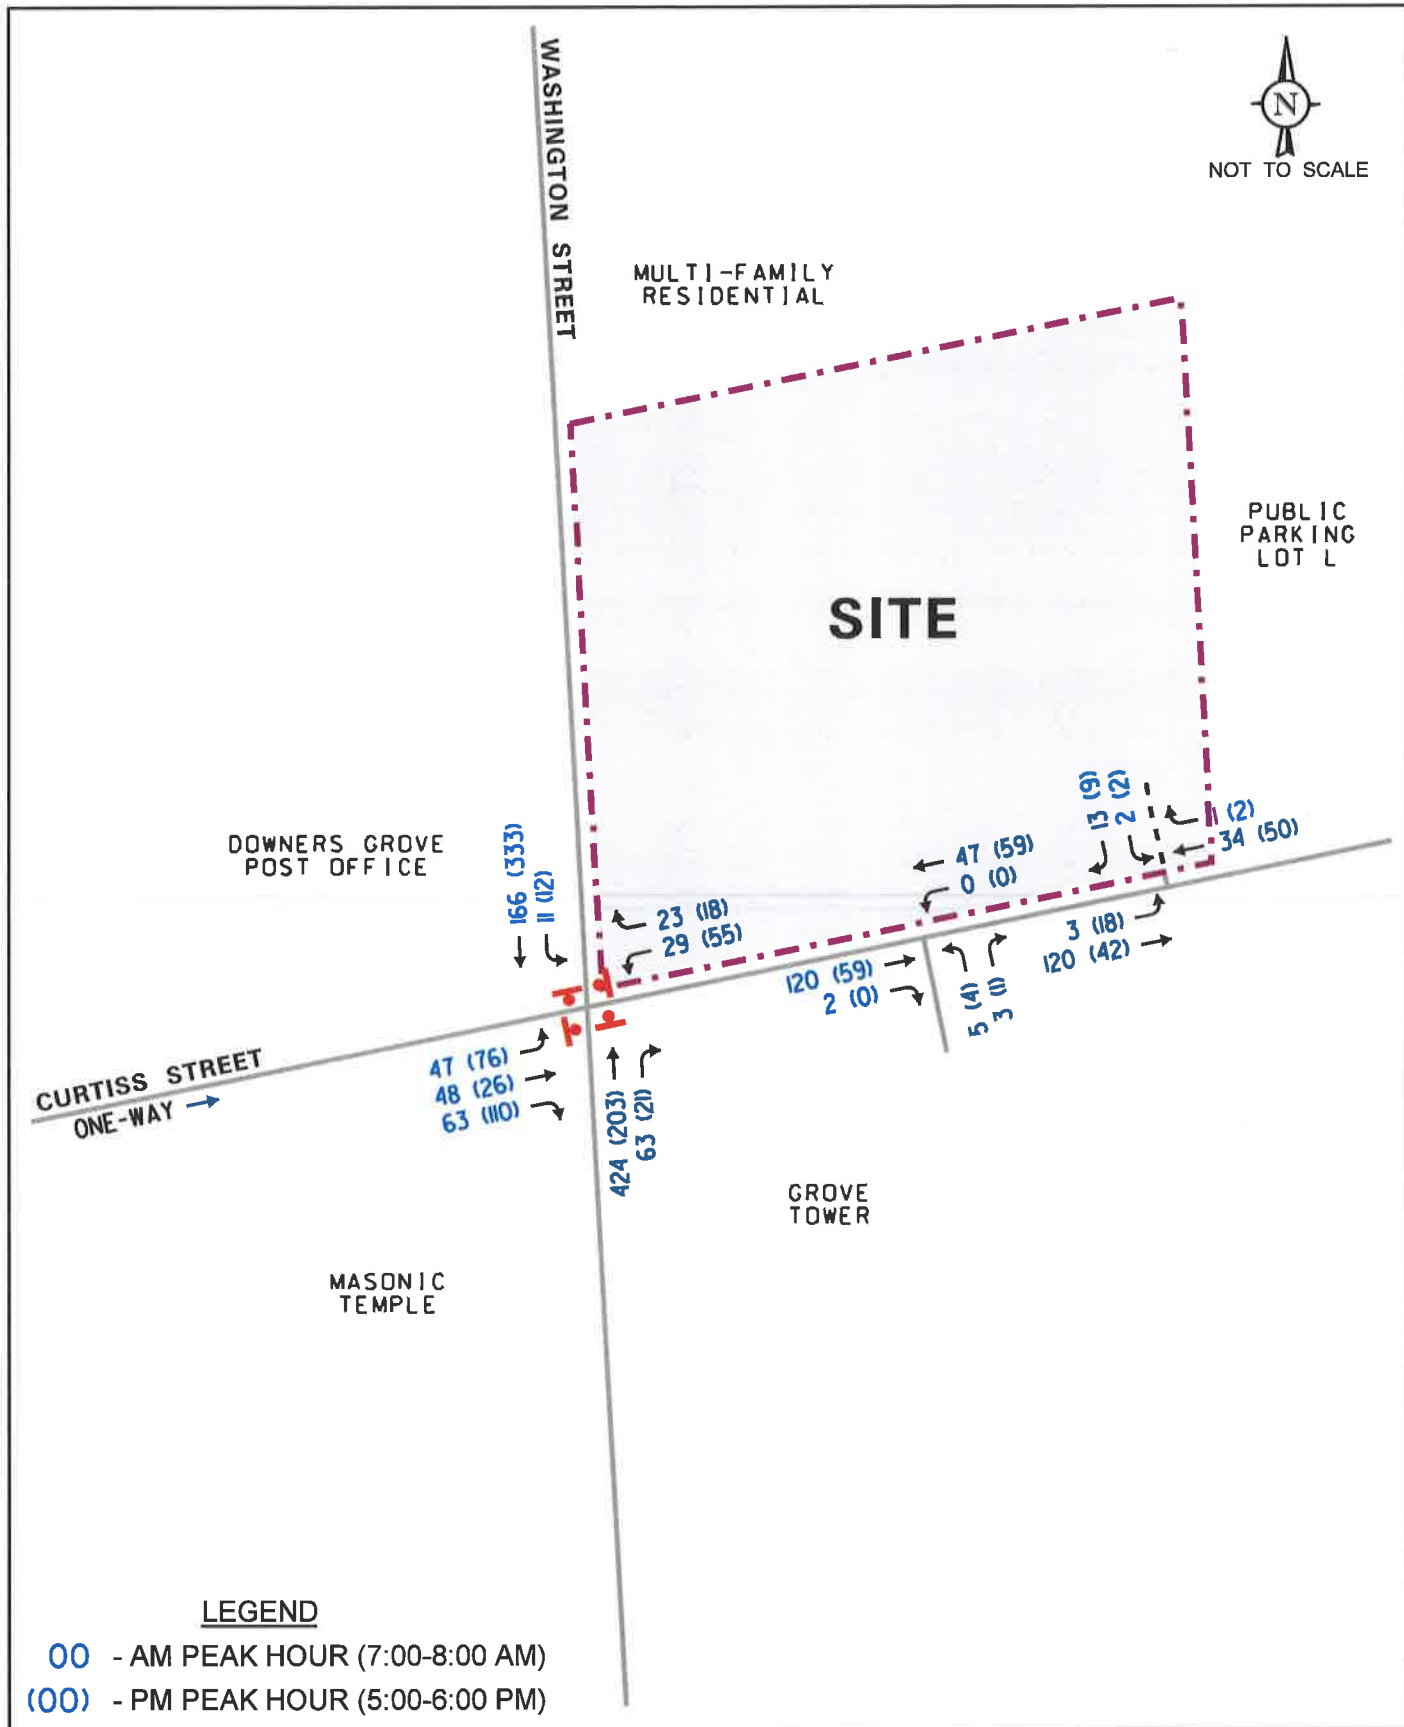 WASHINGTON STREET
N
NOT TO SCALE
MULTI-FAMILY
RESIDENTIAL
PUBLIC
PARKING
LOT L
SITE
DOWNERS GROVE
POST OFFICE
166 (333)
11 (12)
23 (18)
29 (55)
47 (59)
0 (0)
13 (9)
2 (2)
1 (2)
34 (50)
120 (59)
2 (0)
5 (4)
3 (1)
3 (18)
120 (42)
CURTISS STREET
ONE-WAY
47 (76)
48 (26)
63 (110)
424 (203)
63 (21)
GROVE
TOWER
MASONIC
TEMPLE
LEGEND
00 - AM PEAK HOUR (7:00-8:00 AM)
(00) - PM PEAK HOUR (5:00-6:00 PM)